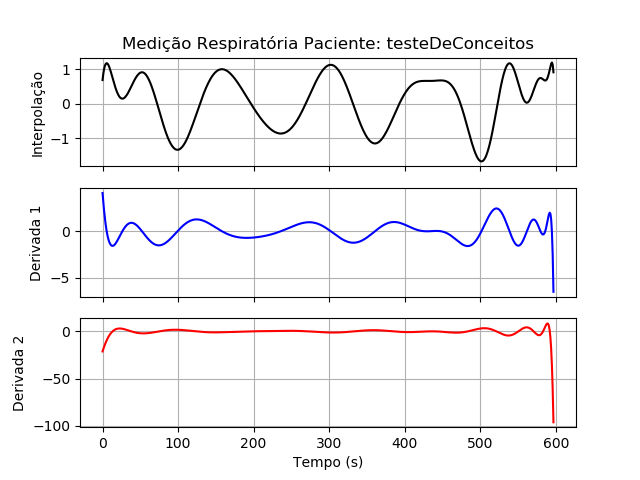 Medição Respiratória Paciente: testeDeConceitos
Interpolação
1
0
−1
Derivada 1
0
−5
Derivada 2
0
−50
−100
0 100 200 300 400 500 600
Tempo (s)